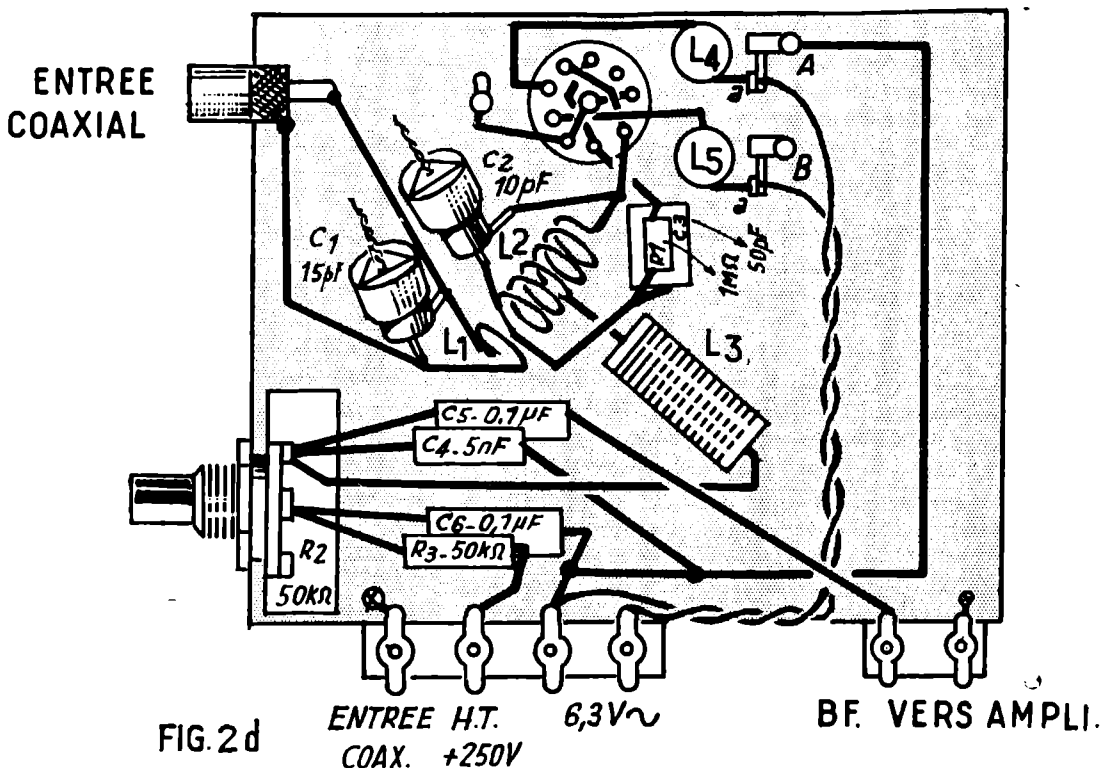 ENTREE
COAXIAL
L4
A
a
L5
B
a
C2
10pF
C1
15pF
L2
C3
R1
50pF
1MΩ
L1
L3
C5-0.1µF
C4.5nF
C6-0,1µF
R3-50kΩ
R2
50kΩ
ENTREE H.T.
COAX. +250V
6,3V~
BF. VERS AMPLI.
FIG.2d